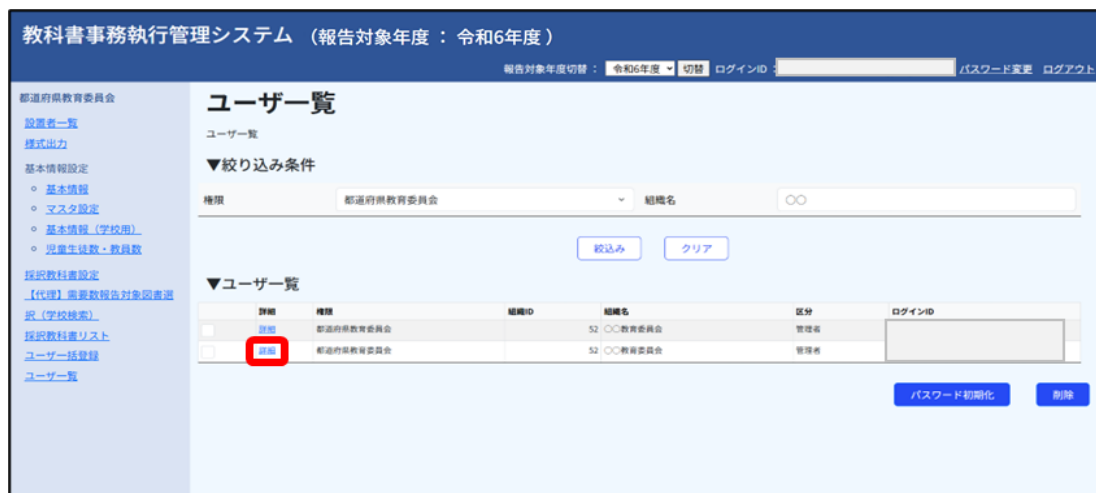 教科書事務執行管理システム （報告対象年度 ： 令和6年度 ）
報告対象年度切替 ： 令和6年度 切替 ログインID ： パスワード変更 ログアウト
都道府県教育委員会
設置者一覧
様式出力
基本情報設定
基本情報
マスタ設定
基本情報（学校用）
児童生徒数・教員数
採択教科書設定
【代理】需要数報告対象図書選
択（学校検索）
採択教科書リスト
ユーザー括登録
ユーザ一覧
ユーザ一覧
ユーザ一覧
▼絞り込み条件
権限 都道府県教育委員会 組織名 〇〇
絞込み クリア
▼ユーザ一覧
詳細 権限 組織ID 組織名 区分 ログインID
詳細 都道府県教育委員会 52 〇〇教育委員会 管理者
詳細 都道府県教育委員会 52 〇〇教育委員会 管理者
パスワード初期化 削除